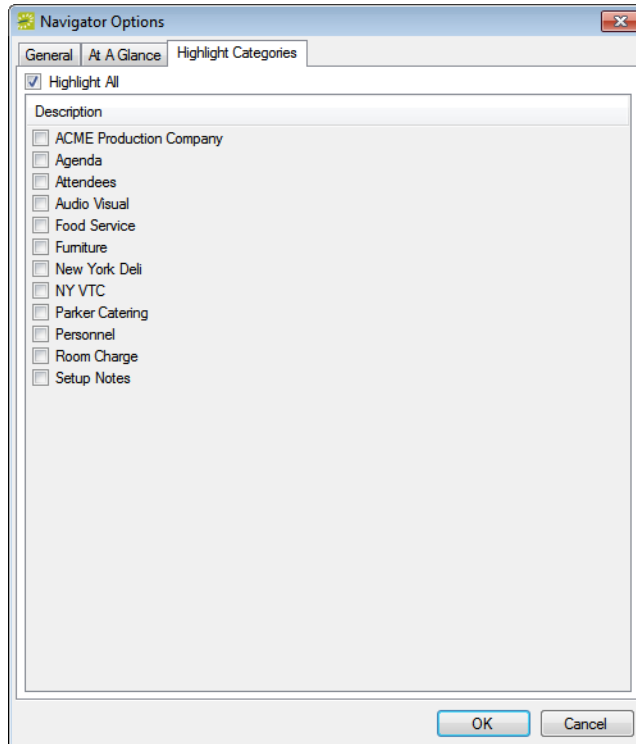 Navigator Options
General At A Glance Highlight Categories
Highlight All
Description
ACME Production Company
Agenda
Attendees
Audio Visual
Food Service
Furniture
New York Deli
NY VTC
Parker Catering
Personnel
Room Charge
Setup Notes
OK Cancel